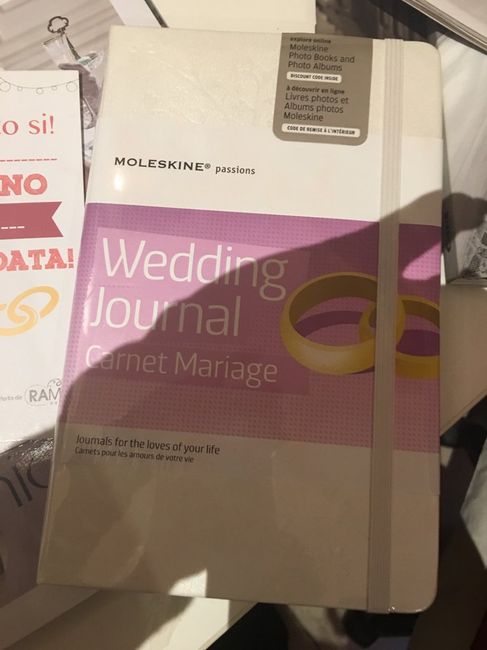 explore online
Moleskine
Photo Books and
Photo Albums
DISCOUNT CODE INSIDE
à découvrir en ligne
Livres photos et
Albums photos
Moleskine
CODE DE REMISE À L'INTÉRIEUR
MOLESKINE® passions
Wedding
Journal
Carnet Mariage
Journals for the loves of your life
Carnets pour les amours de votre vie
to si!
NO
DATA!
RAM